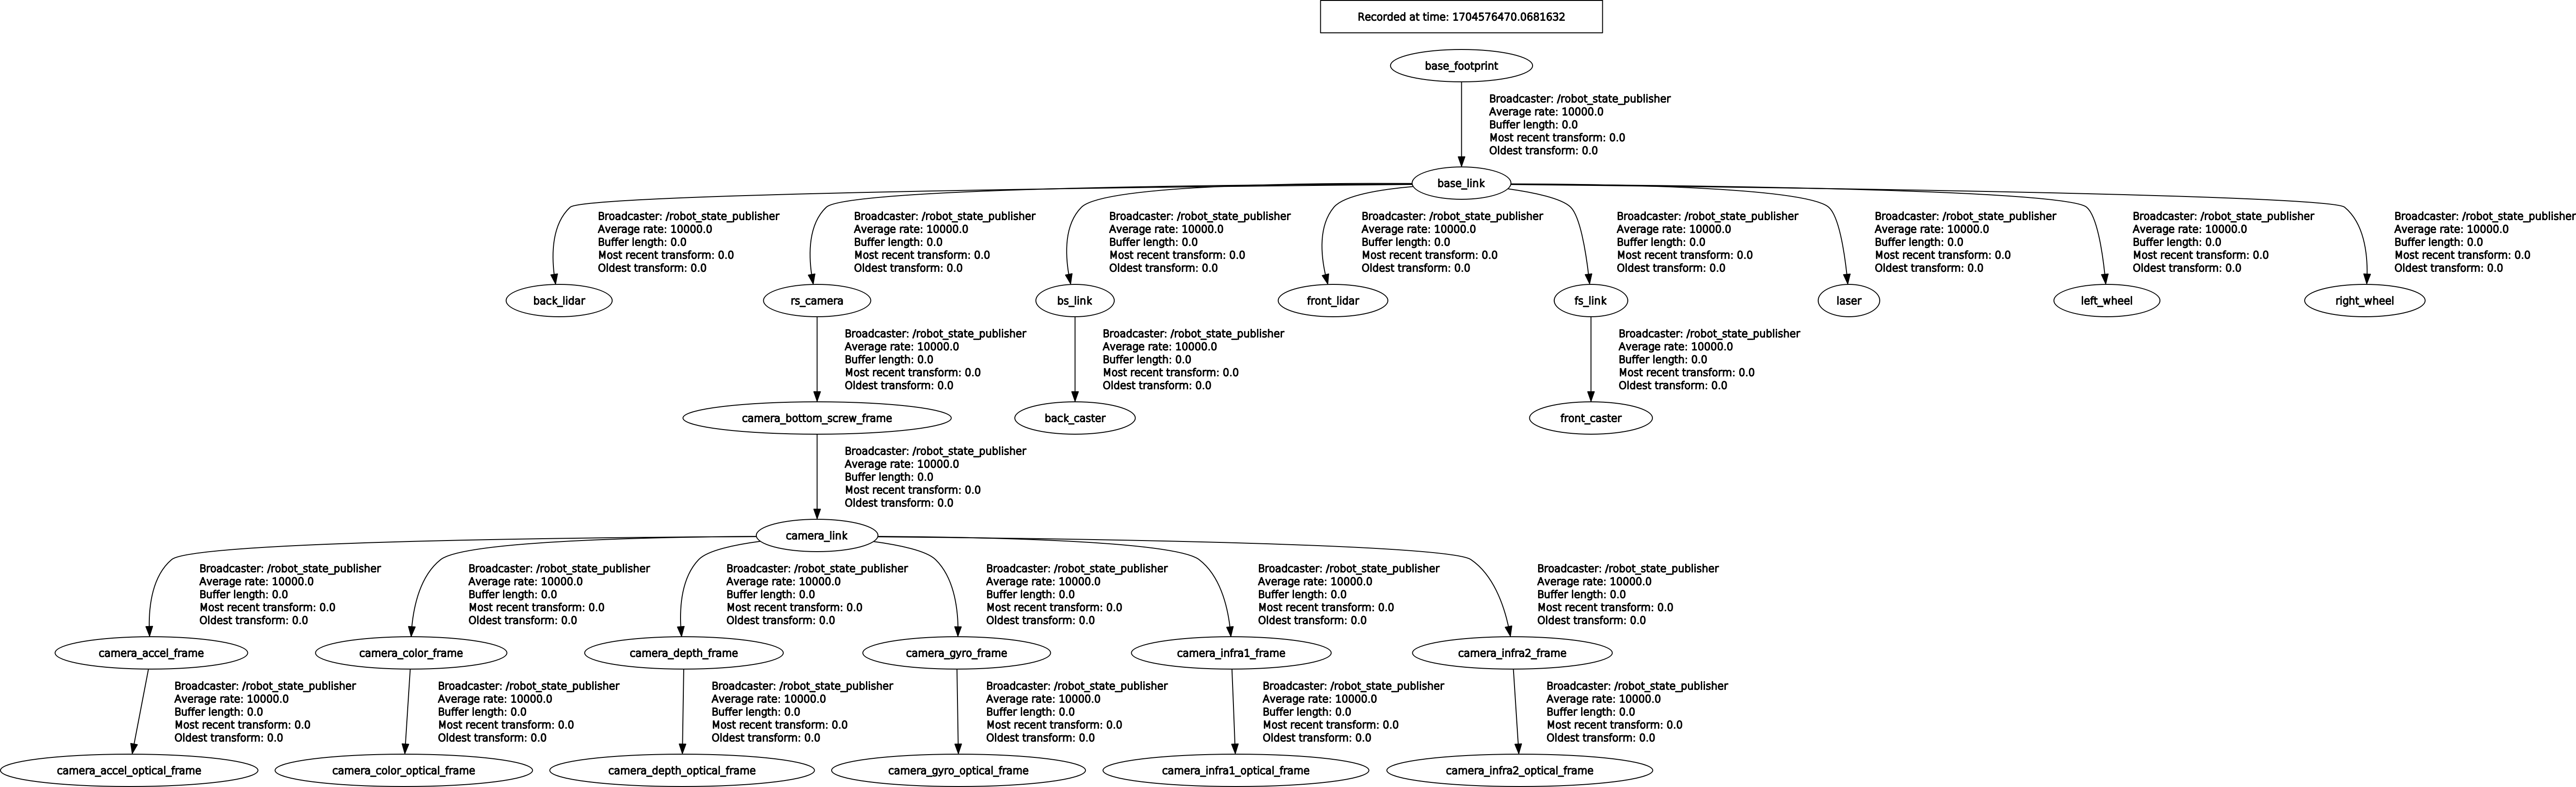 Recorded at time: 1704576470.0681632
base_footprint
Broadcaster: /robot_state_publisher
Average rate: 10000.0
Buffer length: 0.0
Most recent transform: 0.0
Oldest transform: 0.0
base_link
Broadcaster: /robot_state_publisher
Average rate: 10000.0
Buffer length: 0.0
Most recent transform: 0.0
Oldest transform: 0.0
Broadcaster: /robot_state_publisher
Average rate: 10000.0
Buffer length: 0.0
Most recent transform: 0.0
Oldest transform: 0.0
Broadcaster: /robot_state_publisher
Average rate: 10000.0
Buffer length: 0.0
Most recent transform: 0.0
Oldest transform: 0.0
Broadcaster: /robot_state_publisher
Average rate: 10000.0
Buffer length: 0.0
Most recent transform: 0.0
Oldest transform: 0.0
Broadcaster: /robot_state_publisher
Average rate: 10000.0
Buffer length: 0.0
Most recent transform: 0.0
Oldest transform: 0.0
Broadcaster: /robot_state_publisher
Average rate: 10000.0
Buffer length: 0.0
Most recent transform: 0.0
Oldest transform: 0.0
Broadcaster: /robot_state_publisher
Average rate: 10000.0
Buffer length: 0.0
Most recent transform: 0.0
Oldest transform: 0.0
Broadcaster: /robot_state_publisher
Average rate: 10000.0
Buffer length: 0.0
Most recent transform: 0.0
Oldest transform: 0.0
back_lidar
rs_camera
bs_link
front_lidar
fs_link
laser
left_wheel
right_wheel
Broadcaster: /robot_state_publisher
Average rate: 10000.0
Buffer length: 0.0
Most recent transform: 0.0
Oldest transform: 0.0
Broadcaster: /robot_state_publisher
Average rate: 10000.0
Buffer length: 0.0
Most recent transform: 0.0
Oldest transform: 0.0
Broadcaster: /robot_state_publisher
Average rate: 10000.0
Buffer length: 0.0
Most recent transform: 0.0
Oldest transform: 0.0
camera_bottom_screw_frame
back_caster
front_caster
Broadcaster: /robot_state_publisher
Average rate: 10000.0
Buffer length: 0.0
Most recent transform: 0.0
Oldest transform: 0.0
camera_link
Broadcaster: /robot_state_publisher
Average rate: 10000.0
Buffer length: 0.0
Most recent transform: 0.0
Oldest transform: 0.0
Broadcaster: /robot_state_publisher
Average rate: 10000.0
Buffer length: 0.0
Most recent transform: 0.0
Oldest transform: 0.0
Broadcaster: /robot_state_publisher
Average rate: 10000.0
Buffer length: 0.0
Most recent transform: 0.0
Oldest transform: 0.0
Broadcaster: /robot_state_publisher
Average rate: 10000.0
Buffer length: 0.0
Most recent transform: 0.0
Oldest transform: 0.0
Broadcaster: /robot_state_publisher
Average rate: 10000.0
Buffer length: 0.0
Most recent transform: 0.0
Oldest transform: 0.0
Broadcaster: /robot_state_publisher
Average rate: 10000.0
Buffer length: 0.0
Most recent transform: 0.0
Oldest transform: 0.0
camera_accel_frame
camera_color_frame
camera_depth_frame
camera_gyro_frame
camera_infra1_frame
camera_infra2_frame
Broadcaster: /robot_state_publisher
Average rate: 10000.0
Buffer length: 0.0
Most recent transform: 0.0
Oldest transform: 0.0
Broadcaster: /robot_state_publisher
Average rate: 10000.0
Buffer length: 0.0
Most recent transform: 0.0
Oldest transform: 0.0
Broadcaster: /robot_state_publisher
Average rate: 10000.0
Buffer length: 0.0
Most recent transform: 0.0
Oldest transform: 0.0
Broadcaster: /robot_state_publisher
Average rate: 10000.0
Buffer length: 0.0
Most recent transform: 0.0
Oldest transform: 0.0
Broadcaster: /robot_state_publisher
Average rate: 10000.0
Buffer length: 0.0
Most recent transform: 0.0
Oldest transform: 0.0
Broadcaster: /robot_state_publisher
Average rate: 10000.0
Buffer length: 0.0
Most recent transform: 0.0
Oldest transform: 0.0
camera_accel_optical_frame
camera_color_optical_frame
camera_depth_optical_frame
camera_gyro_optical_frame
camera_infra1_optical_frame
camera_infra2_optical_frame